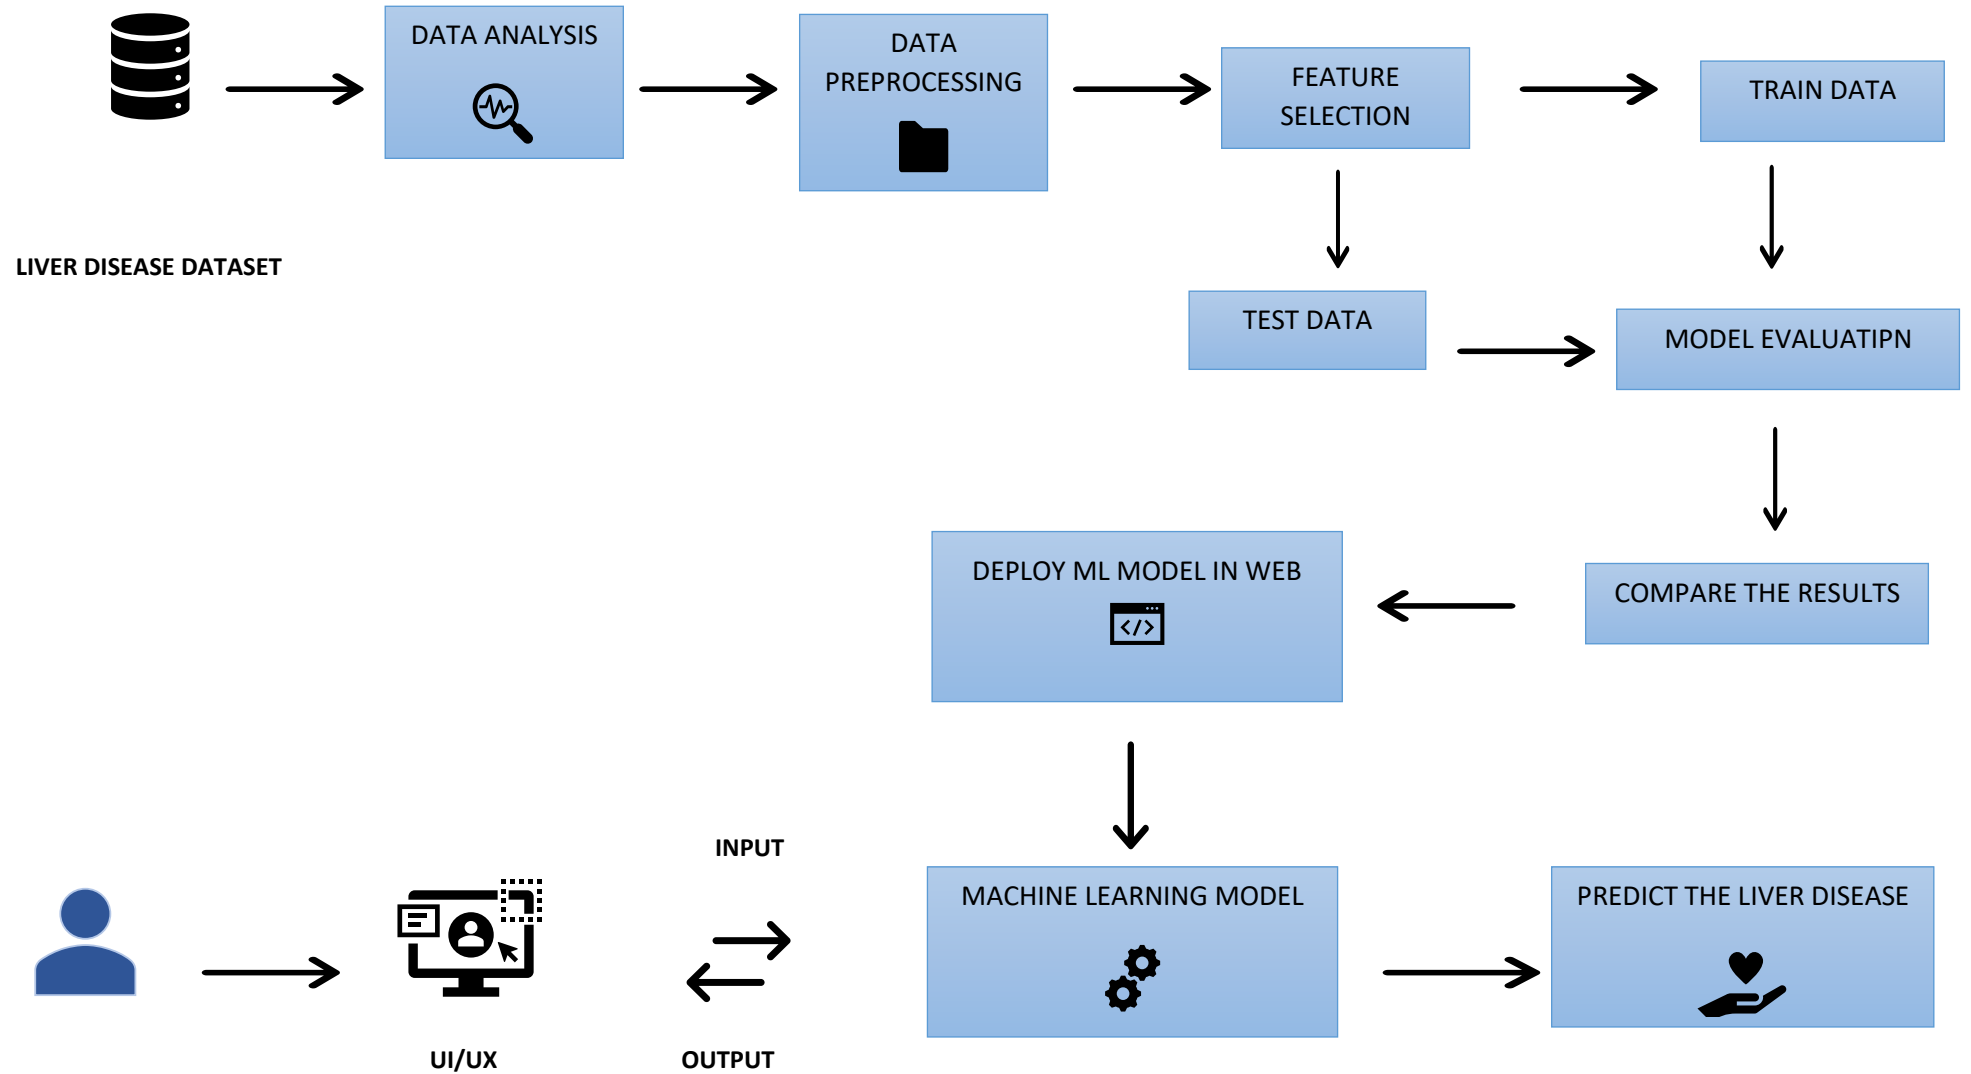 DATA ANALYSIS
DATA
PREPROCESSING
FEATURE
SELECTION
TRAIN DATA
LIVER DISEASE DATASET
TEST DATA
MODEL EVALUATIPN
DEPLOY ML MODEL IN WEB
</>
COMPARE THE RESULTS
INPUT
MACHINE LEARNING MODEL
PREDICT THE LIVER DISEASE
UI/UX
OUTPUT